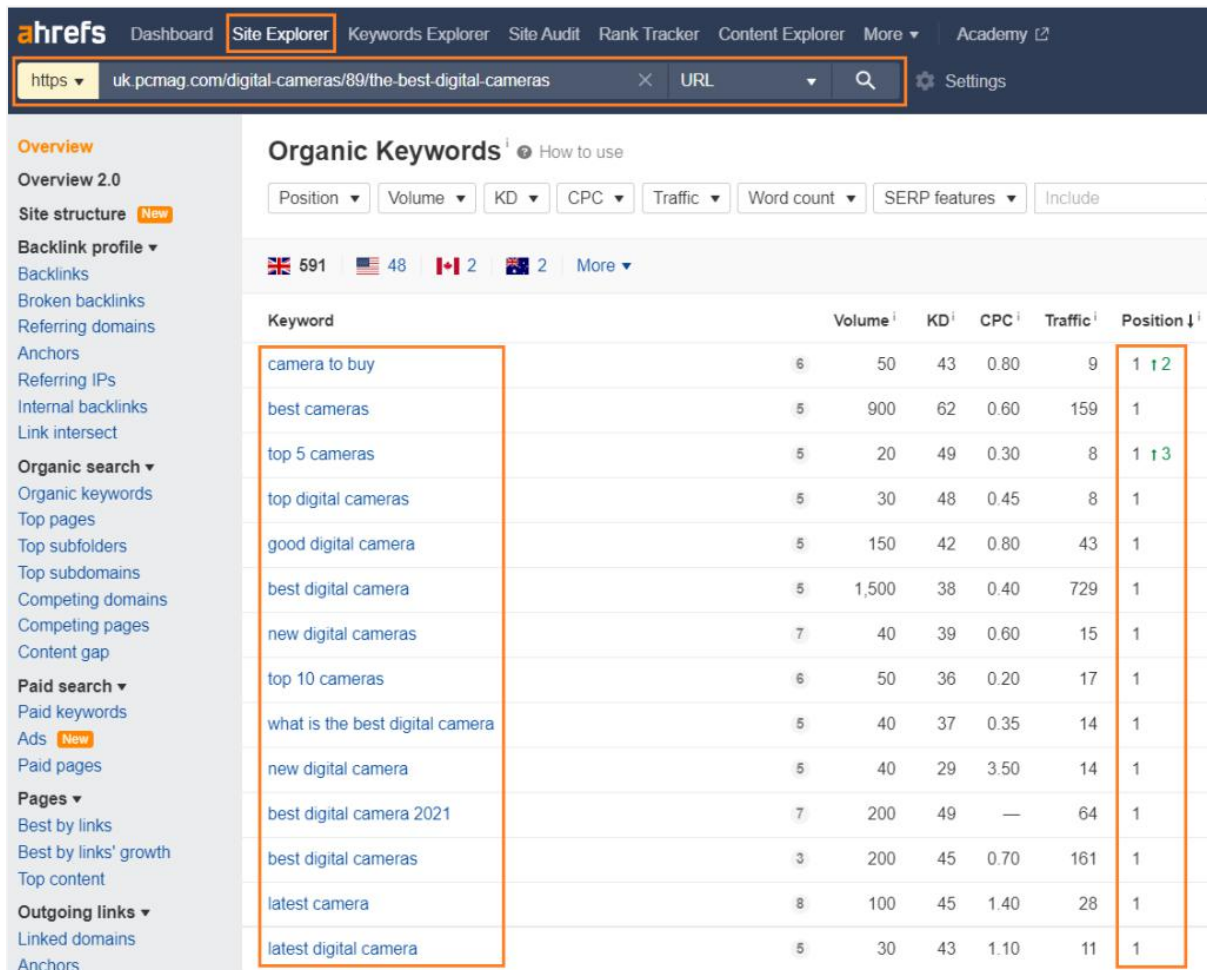 ahrefs Dashboard Site Explorer Keywords Explorer Site Audit Rank Tracker Content Explorer More ▾ Academy
https ▾ uk.pcmag.com/digital-cameras/89/the-best-digital-cameras × URL ▾ Settings
Overview
Overview 2.0
Site structure New
Backlink profile ▾
Backlinks
Broken backlinks
Referring domains
Anchors
Referring IPs
Internal backlinks
Link intersect
Organic search ▾
Organic keywords
Top pages
Top subfolders
Top subdomains
Competing domains
Competing pages
Content gap
Paid search ▾
Paid keywords
Ads New
Paid pages
Pages ▾
Best by links
Best by links' growth
Top content
Outgoing links ▾
Linked domains
Anchors
Organic Keywords i ? How to use
Position ▾ Volume ▾ KD ▾ CPC ▾ Traffic ▾ Word count ▾ SERP features ▾ Include
591 48 2 2 More ▾
Keyword Volume i KD i CPC i Traffic i Position ↓ i
camera to buy 6 50 43 0.80 9 1 ↑2
best cameras 5 900 62 0.60 159 1
top 5 cameras 5 20 49 0.30 8 1 ↑3
top digital cameras 5 30 48 0.45 8 1
good digital camera 5 150 42 0.80 43 1
best digital camera 5 1,500 38 0.40 729 1
new digital cameras 7 40 39 0.60 15 1
top 10 cameras 6 50 36 0.20 17 1
what is the best digital camera 5 40 37 0.35 14 1
new digital camera 5 40 29 3.50 14 1
best digital camera 2021 7 200 49 — 64 1
best digital cameras 3 200 45 0.70 161 1
latest camera 8 100 45 1.40 28 1
latest digital camera 5 30 43 1.10 11 1